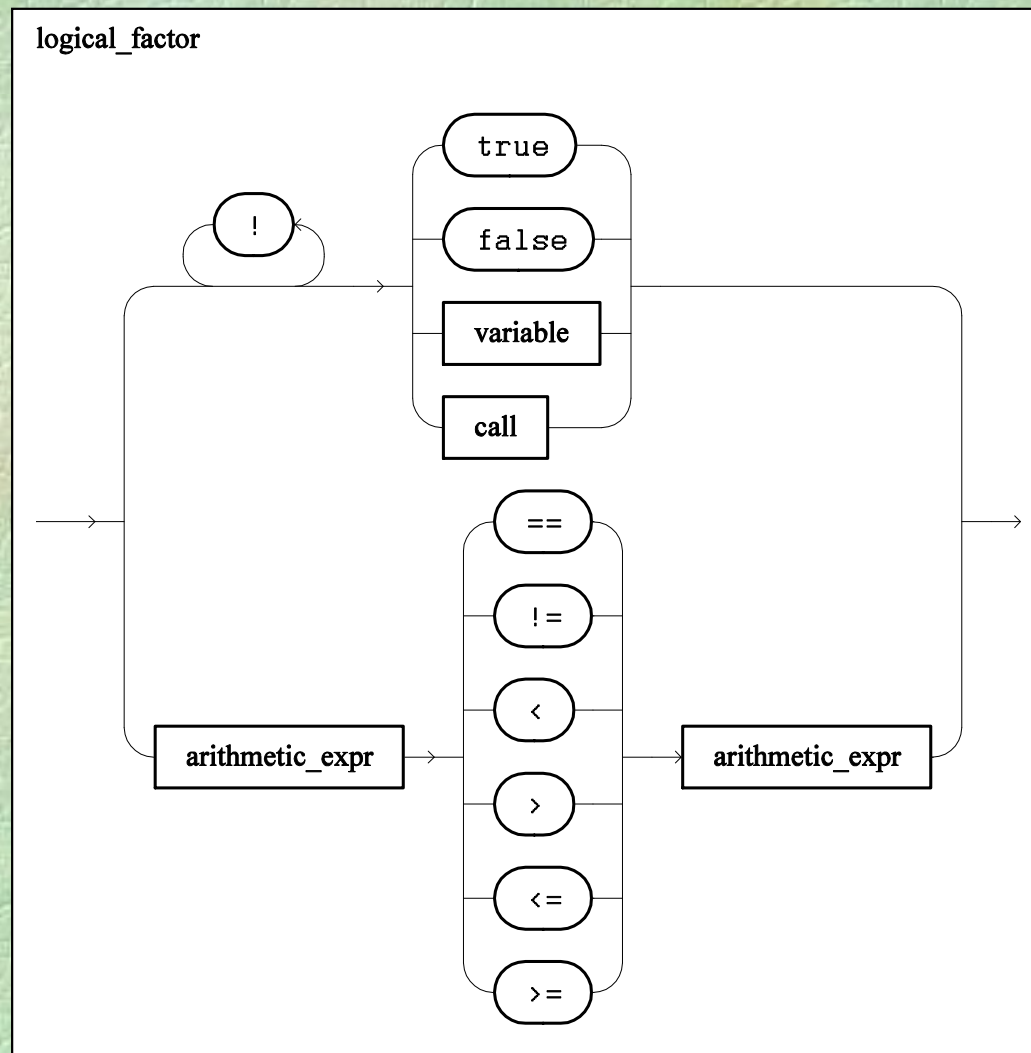 logical_factor
true
!
false
variable
call
==
!=
<
arithmetic_expr
arithmetic_expr
>
<=
>=